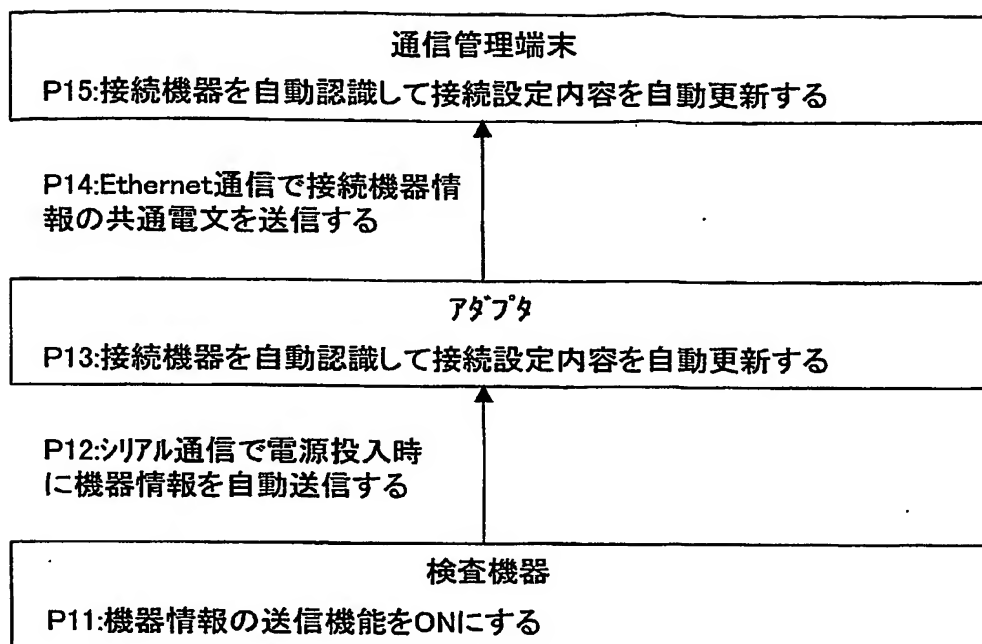 通信管理端末
P15:接続機器を自動認識して接続設定内容を自動更新する
P14:Ethernet通信で接続機器情
報の共通電文を送信する
ｱﾀﾞﾌﾟﾀ
P13:接続機器を自動認識して接続設定内容を自動更新する
P12:ｼﾘｱﾙ通信で電源投入時
に機器情報を自動送信する
検査機器
P11:機器情報の送信機能をONにする